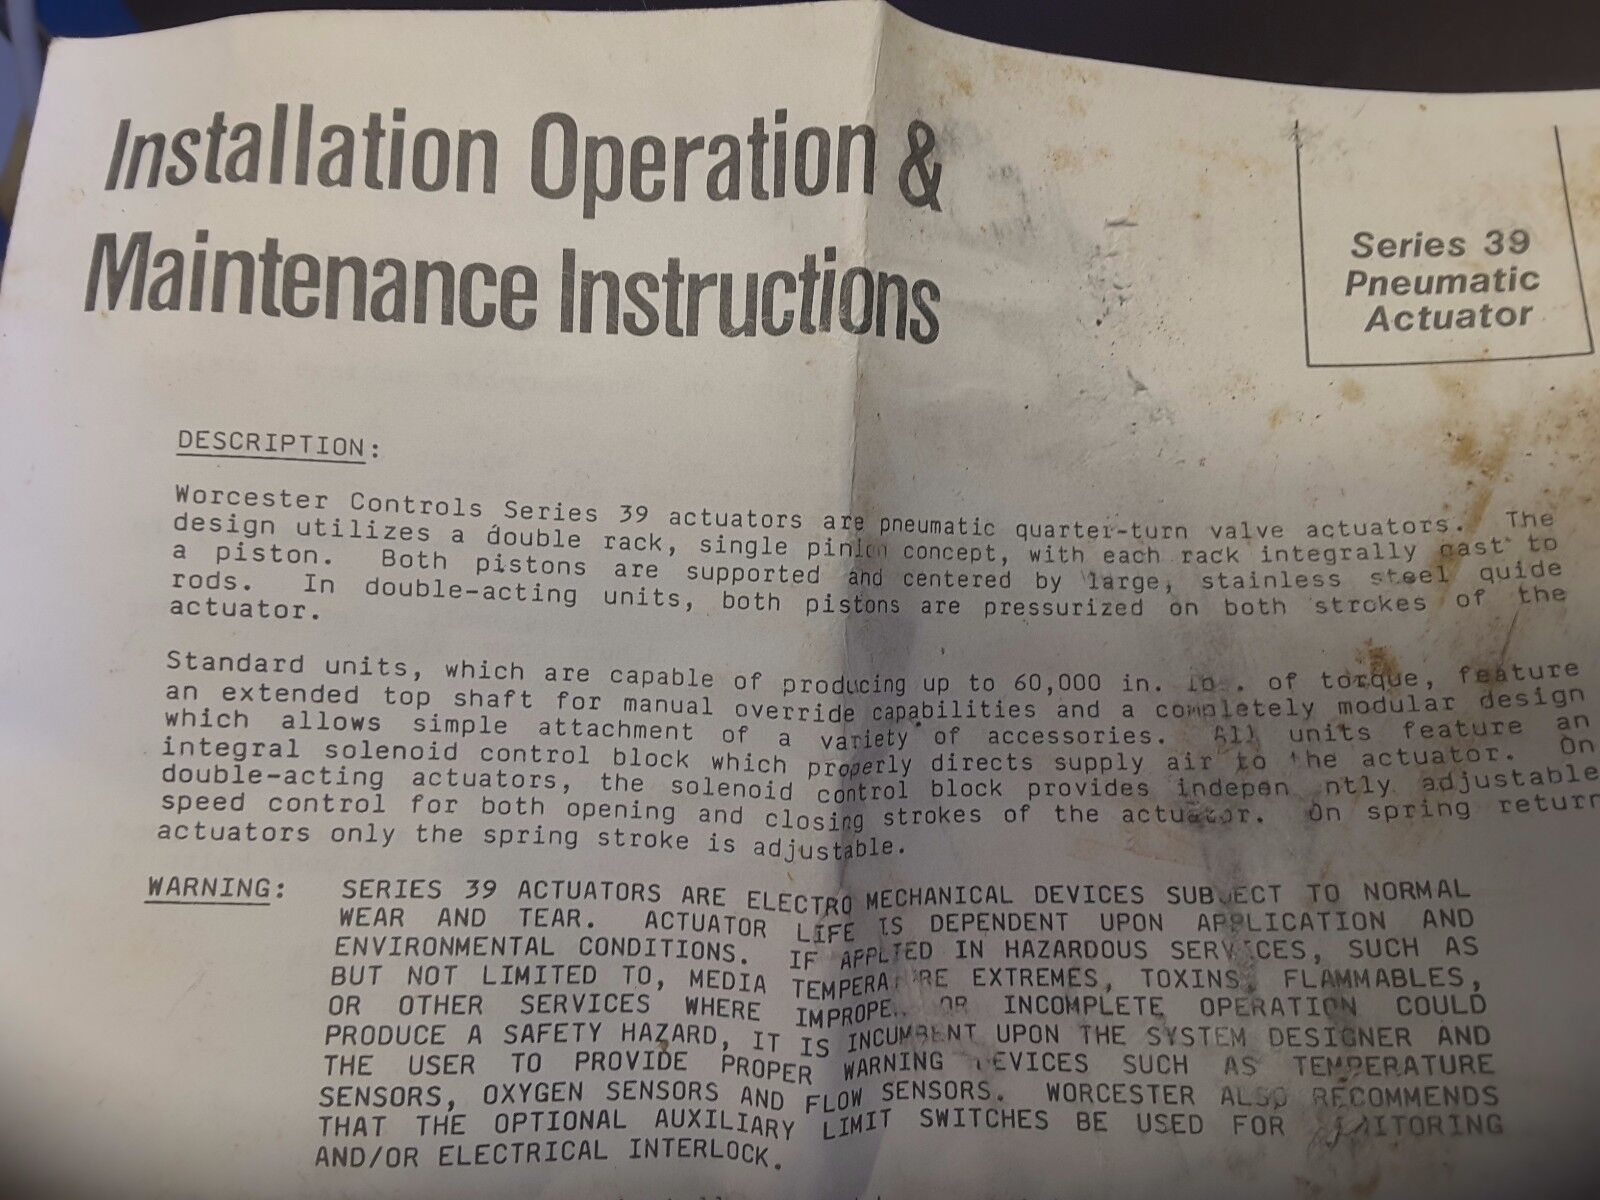 Installation Operation &
Maintenance Instructions
Series 39
Pneumatic
Actuator
DESCRIPTION:
Worcester Controls Series 39 actuators are pneumatic quarter-turn valve actuators. The
design utilizes a double rack, single pinion concept, with each rack integrally cast to
a piston. Both pistons are supported and centered by large, stainless steel quide
rods. In double-acting units, both pistons are pressurized on both strokes of the
actuator.
Standard units, which are capable of producing up to 60,000 in. of torque, feature
an extended top shaft for manual override capabilities and a completely modular design
which allows simple attachment of a variety of accessories. All units feature an
integral solenoid control block which properly directs supply air to the actuator. On
double-acting actuators, the solenoid control block provides indepen ntly adjustable
speed control for both opening and closing strokes of the actuator. On spring return
actuators only the spring stroke is adjustable.
WARNING: SERIES 39 ACTUATORS ARE ELECTRO MECHANICAL DEVICES SUBJECT TO NORMAL
WEAR AND TEAR. ACTUATOR LIFE IS DEPENDENT UPON APPLICATION AND
ENVIRONMENTAL CONDITIONS. IF APPLIED IN HAZARDOUS SERVICES, SUCH AS
BUT NOT LIMITED TO, MEDIA TEMPERATURE EXTREMES, TOXINS, FLAMMABLES,
OR OTHER SERVICES WHERE IMPROPER OR INCOMPLETE OPERATION COULD
PRODUCE A SAFETY HAZARD, IT IS INCUMBENT UPON THE SYSTEM DESIGNER AND
THE USER TO PROVIDE PROPER WARNING DEVICES SUCH AS TEMPERATURE
SENSORS, OXYGEN SENSORS AND FLOW SENSORS. WORCESTER ALSO RECOMMENDS
THAT THE OPTIONAL AUXILIARY LIMIT SWITCHES BE USED FOR MONITORING
AND/OR ELECTRICAL INTERLOCK.